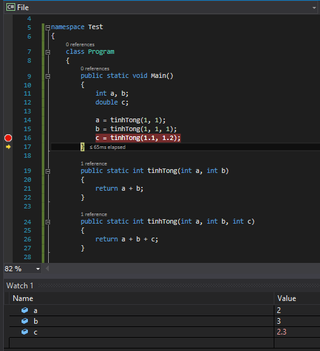 C# File
4
5 namespace Test
6 {
0 references
7 class Program
8 {
0 references
9 public static void Main()
10 {
11 int a, b;
12 double c;
13
14 a = tinhTong(1, 1);
15 b = tinhTong(1, 1, 1);
16 c = tinhTong(1.1, 1.2);
17 } ≤ 65ms elapsed
18
1 reference
19 public static int tinhTong(int a, int b)
20 {
21 return a + b;
22 }
23
1 reference
24 public static int tinhTong(int a, int b, int c)
25 {
26 return a + b + c;
27 }
28
82 %
Watch 1
Name Value
a 2
b 3
c 2.3